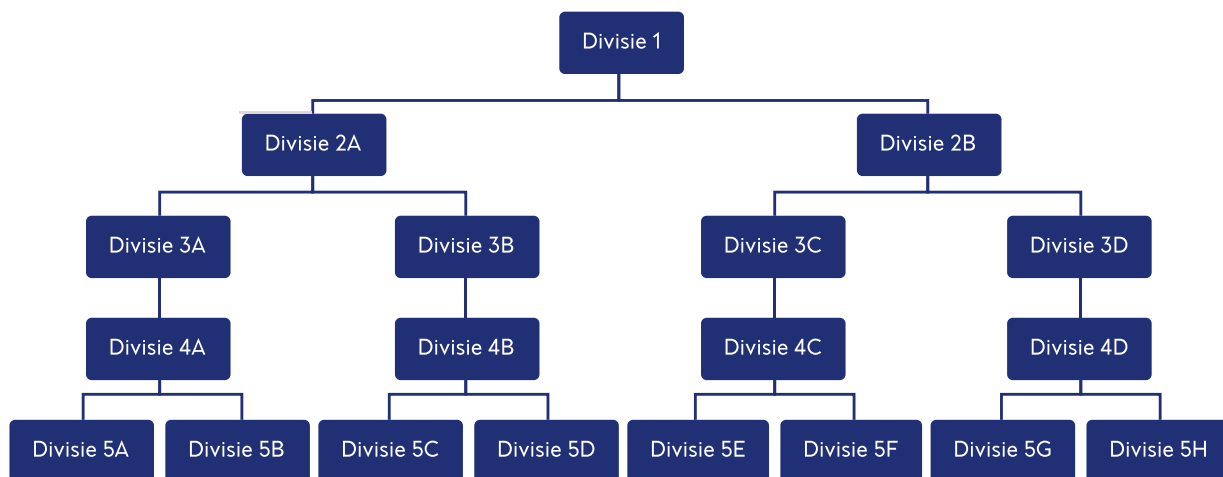 Divisie 1
Divisie 2A
Divisie 2B
Divisie 3A
Divisie 3B
Divisie 3C
Divisie 3D
Divisie 4A
Divisie 4B
Divisie 4C
Divisie 4D
Divisie 5A
Divisie 5B
Divisie 5C
Divisie 5D
Divisie 5E
Divisie 5F
Divisie 5G
Divisie 5H